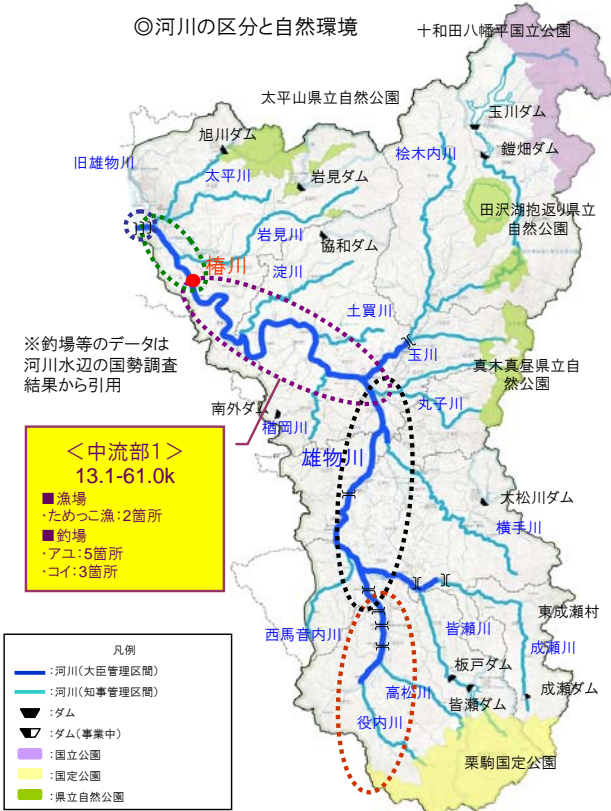 ◎河川の区分と自然環境
十和田八幡平国立公園
太平山県立自然公園
玉川ダム
旭川ダム
桧木内川
鎧畑ダム
旧雄物川
太平川
岩見ダム
田沢湖抱返り県立
自然公園
岩見川
協和ダム
椿川
淀川
土買川
※釣場等のデータは
河川水辺の国勢調査
結果から引用
玉川
真木真昼県立自
然公園
丸子川
南外ダム
楢岡川
<中流部1>
13.1-61.0k
■漁場
・ためっこ漁:2箇所
■釣場
・アユ:5箇所
・コイ:3箇所
雄物川
大松川ダム
横手川
東成瀬村
西馬音内川
皆瀬川
成瀬川
板戸ダム
成瀬ダム
高松川
皆瀬ダム
役内川
栗駒国定公園
凡例
:河川(大臣管理区間)
:河川(知事管理区間)
:ダム
:ダム(事業中)
:国立公園
:国定公園
:県立自然公園